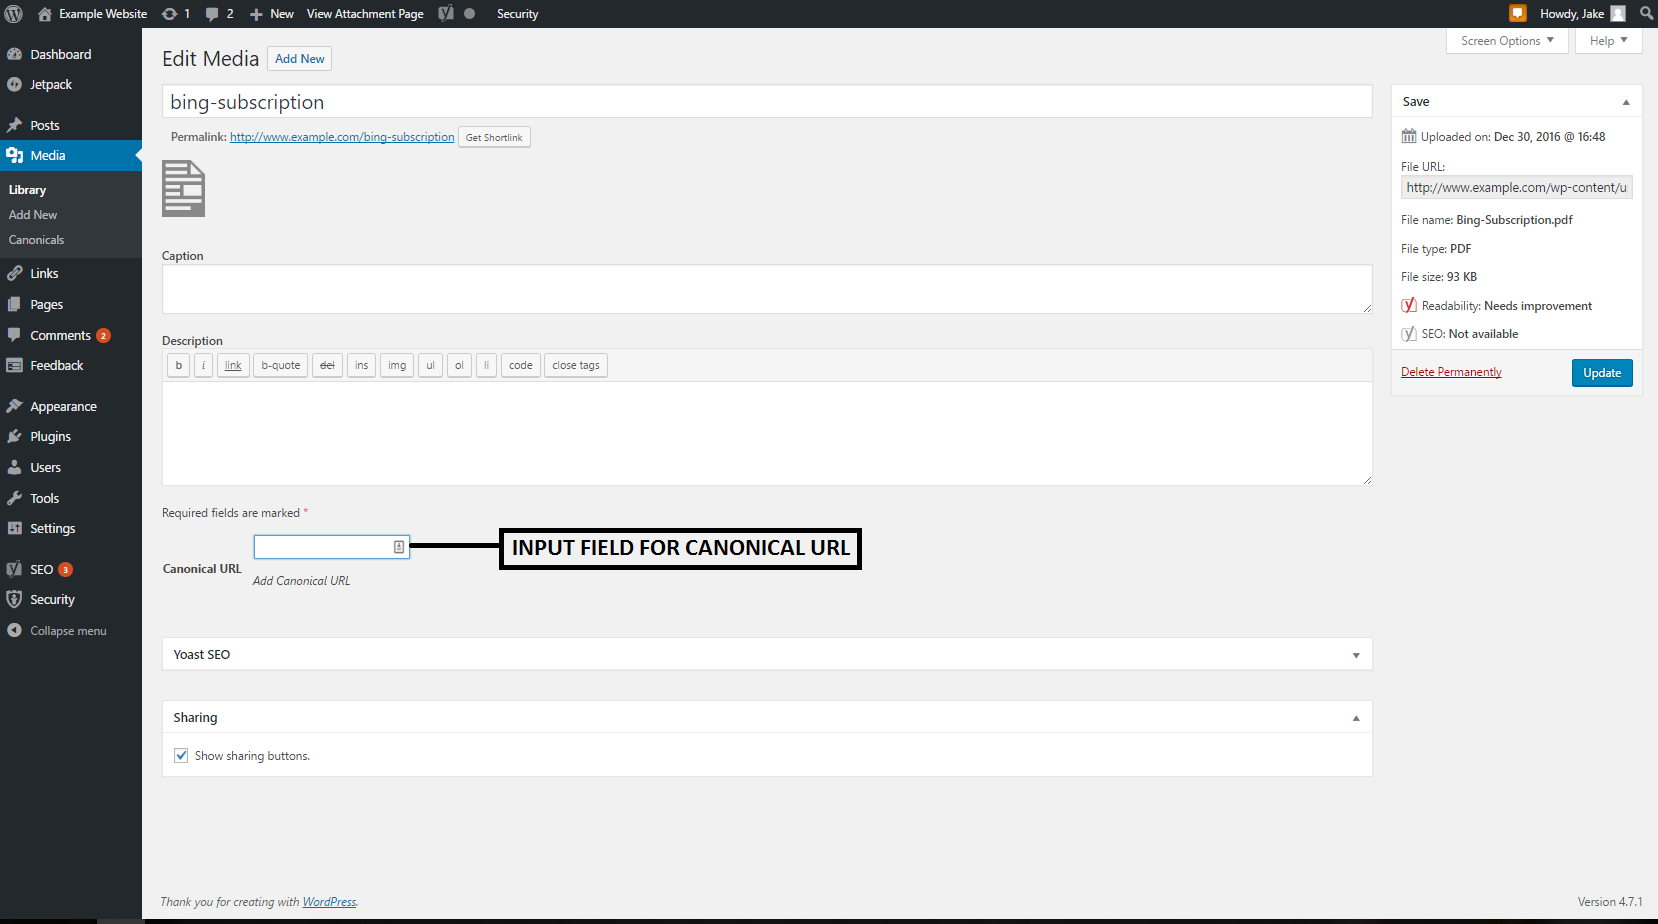 Example Website 1 2 New View Attachment Page Security Howdy, Jake
Dashboard
Jetpack
Posts
Media
Library
Add New
Canonicals
Links
Pages
Comments 2
Feedback
Appearance
Plugins
Users
Tools
Settings
SEO 3
Security
Collapse menu
Screen Options Help
Edit Media Add New
bing-subscription
Permalink: http://www.example.com/bing-subscription Get Shortlink
Caption
Description
b i link b-quote del ins img ul ol li code close tags
Required fields are marked *
Canonical URL
Add Canonical URL
INPUT FIELD FOR CANONICAL URL
Yoast SEO
Sharing
Show sharing buttons.
Save
Uploaded on: Dec 30, 2016 @ 16:48
File URL:
http://www.example.com/wp-content/u
File name: Bing-Subscription.pdf
File type: PDF
File size: 93 KB
Readability: Needs improvement
SEO: Not available
Delete Permanently Update
Thank you for creating with WordPress.
Version 4.7.1